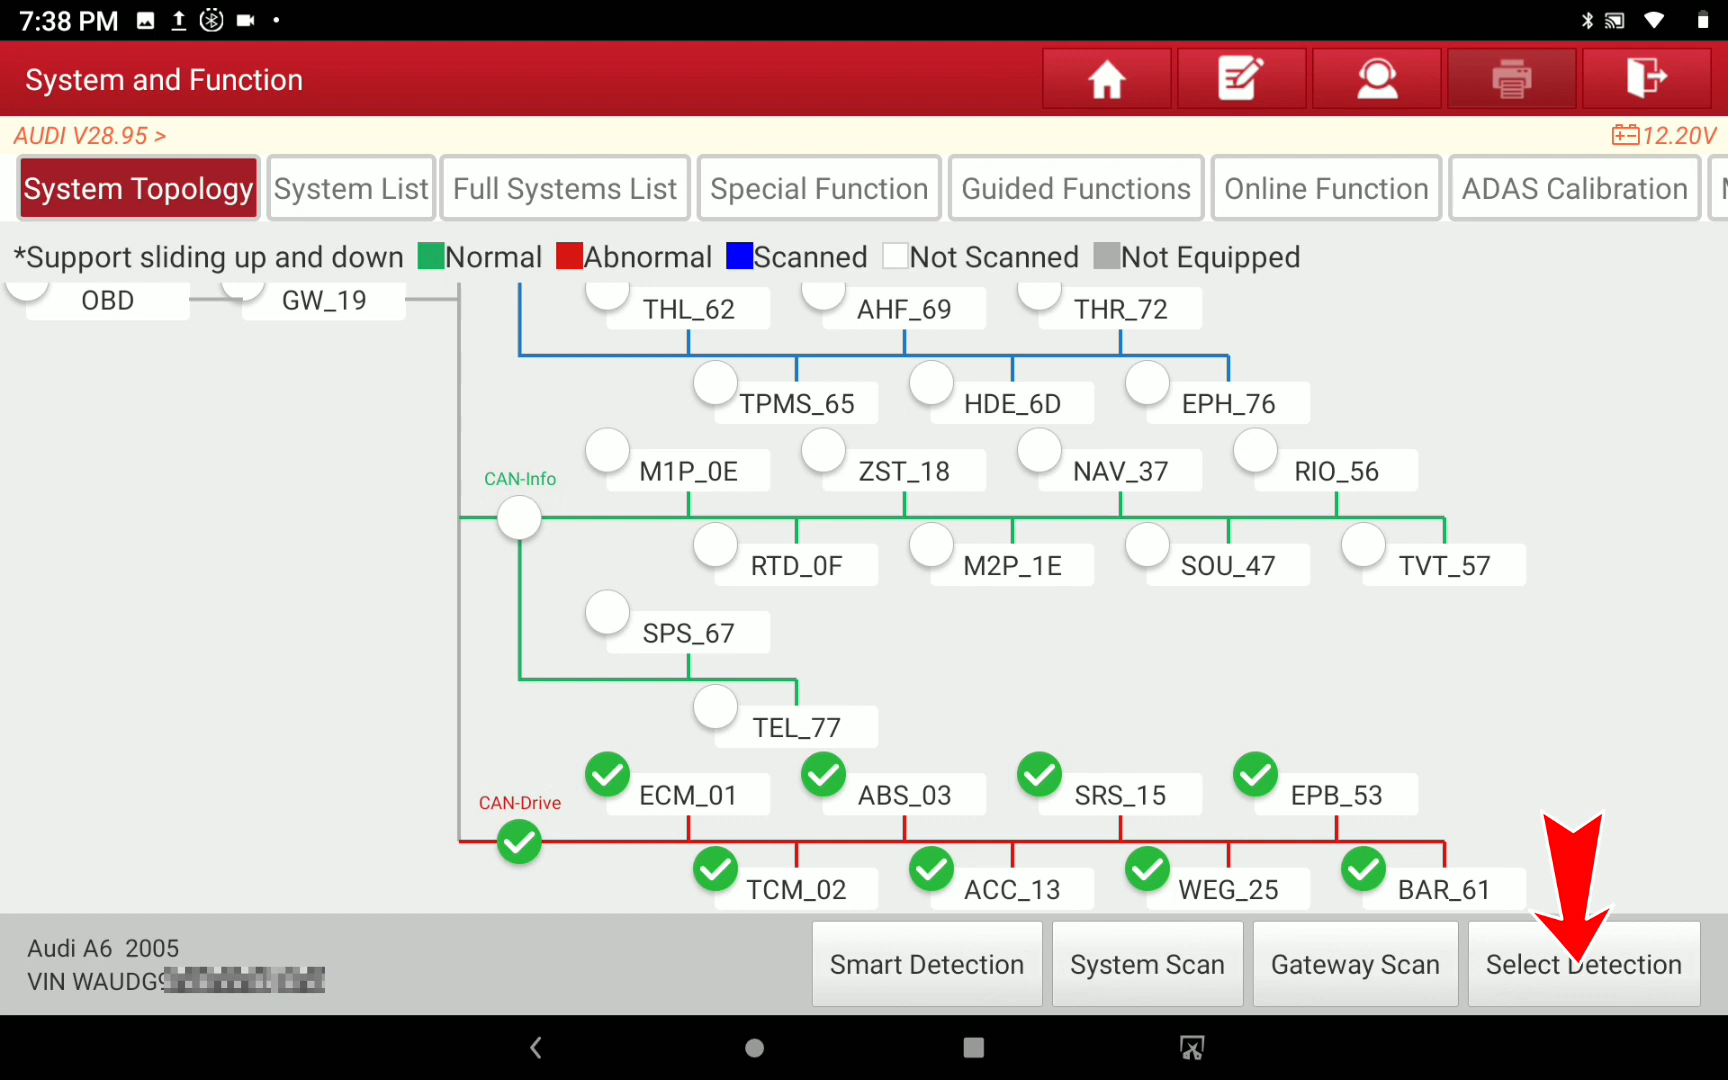 7:38 PM
System and Function
AUDI V28.95 >
12.20V
System Topology
System List
Full Systems List
Special Function
Guided Functions
Online Function
ADAS Calibration
*Support sliding up and down
Normal
Abnormal
Scanned
Not Scanned
Not Equipped
OBD
GW_19
THL_62
AHF_69
THR_72
TPMS_65
HDE_6D
EPH_76
CAN-Info
M1P_0E
ZST_18
NAV_37
RIO_56
RTD_0F
M2P_1E
SOU_47
TVT_57
SPS_67
TEL_77
CAN-Drive
ECM_01
ABS_03
SRS_15
EPB_53
TCM_02
ACC_13
WEG_25
BAR_61
Audi A6 2005
VIN WAUDG
Smart Detection
System Scan
Gateway Scan
Select Detection